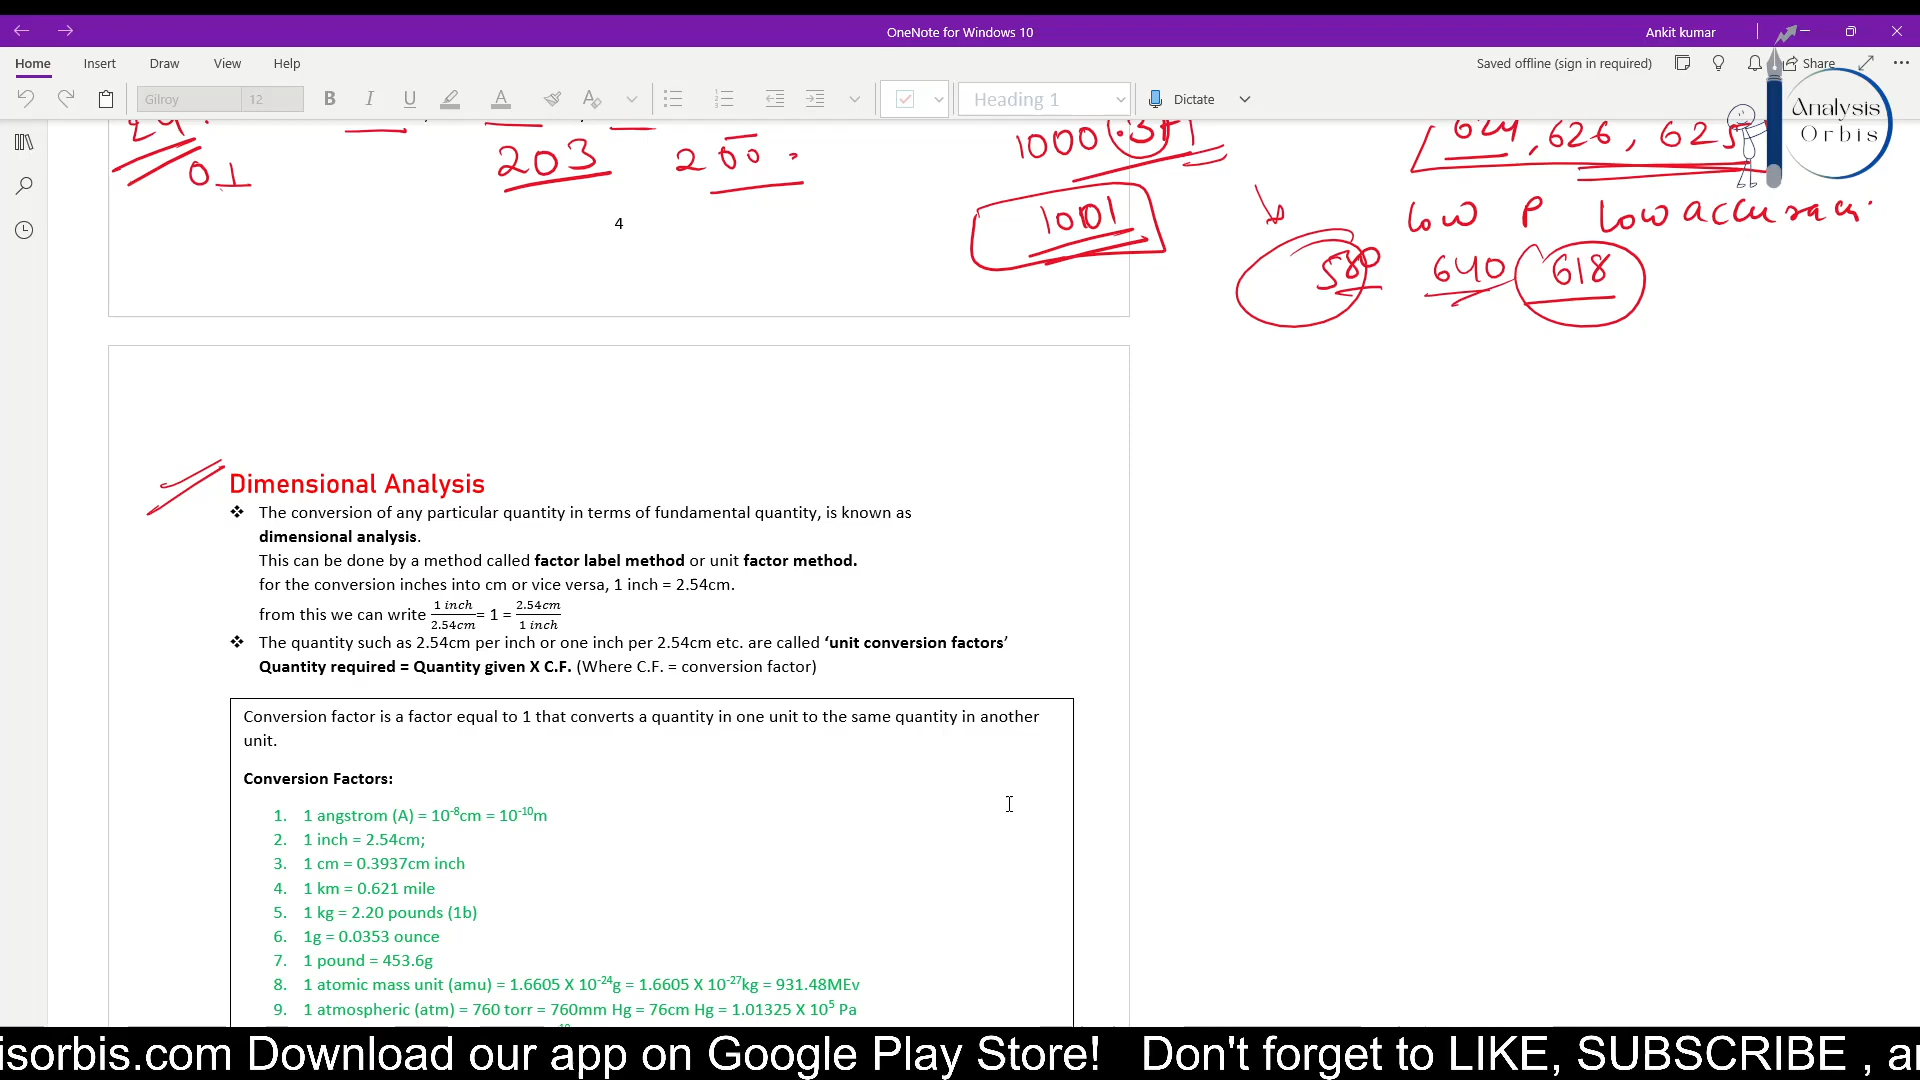 OneNote for Windows 10
Ankit kumar
Home Insert Draw View Help
Saved offline (sign in required)
Share
Gilroy 12
B I U A
Heading 1
Dictate
Analysis
Orbis
24.
01
203 200
1000
1001
624, 626, 625
low P low accuracy
580 640 618
4
Dimensional Analysis
❖ The conversion of any particular quantity in terms of fundamental quantity, is known as
dimensional analysis.
This can be done by a method called factor label method or unit factor method.
for the conversion inches into cm or vice versa, 1 inch = 2.54cm.
from this we can write 1 inch/2.54cm = 1 = 2.54cm/1 inch
❖ The quantity such as 2.54cm per inch or one inch per 2.54cm etc. are called ‘unit conversion factors’
Quantity required = Quantity given X C.F. (Where C.F. = conversion factor)
Conversion factor is a factor equal to 1 that converts a quantity in one unit to the same quantity in another
unit.
Conversion Factors:
1. 1 angstrom (A) = 10⁻⁸cm = 10⁻¹⁰m
2. 1 inch = 2.54cm;
3. 1 cm = 0.3937cm inch
4. 1 km = 0.621 mile
5. 1 kg = 2.20 pounds (1b)
6. 1g = 0.0353 ounce
7. 1 pound = 453.6g
8. 1 atomic mass unit (amu) = 1.6605 X 10⁻²⁴g = 1.6605 X 10⁻²⁷kg = 931.48MEv
9. 1 atmospheric (atm) = 760 torr = 760mm Hg = 76cm Hg = 1.01325 X 10⁵ Pa
isorbis.com Download our app on Google Play Store! Don't forget to LIKE, SUBSCRIBE , a